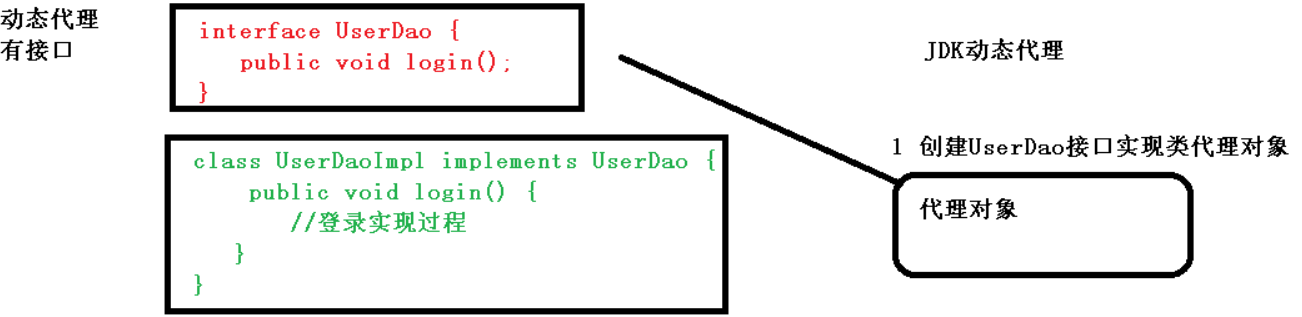 动态代理
有接口
interface UserDao {
public void login();
}
class UserDaoImpl implements UserDao {
public void login() {
//登录实现过程
}
}
JDK动态代理
1 创建UserDao接口实现类代理对象
代理对象